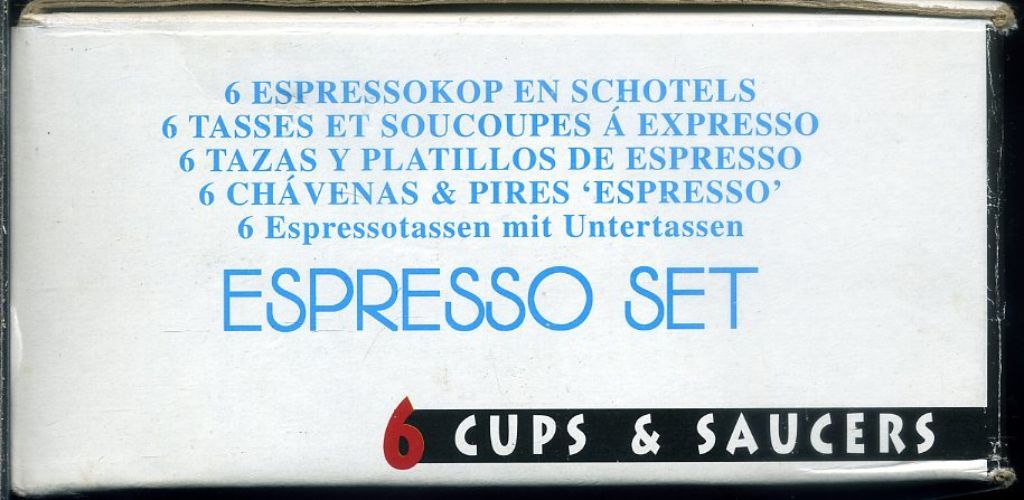 6 ESPRESSOKOP EN SCHOTELS
6 TASSES ET SOUCOUPES Á EXPRESSO
6 TAZAS Y PLATILLOS DE ESPRESSO
6 CHÁVENAS & PIRES ‘ESPRESSO’
6 Espressotassen mit Untertassen
ESPRESSO SET
6 CUPS & SAUCERS